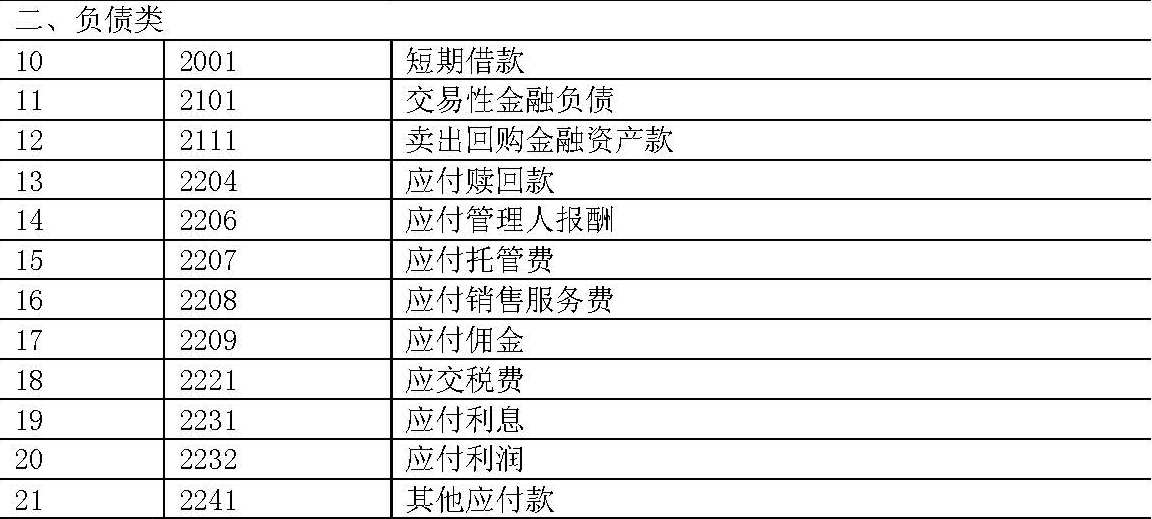 二、负债类
10 2001 短期借款
11 2101 交易性金融负债
12 2111 卖出回购金融资产款
13 2204 应付赎回款
14 2206 应付管理人报酬
15 2207 应付托管费
16 2208 应付销售服务费
17 2209 应付佣金
18 2221 应交税费
19 2231 应付利息
20 2232 应付利润
21 2241 其他应付款